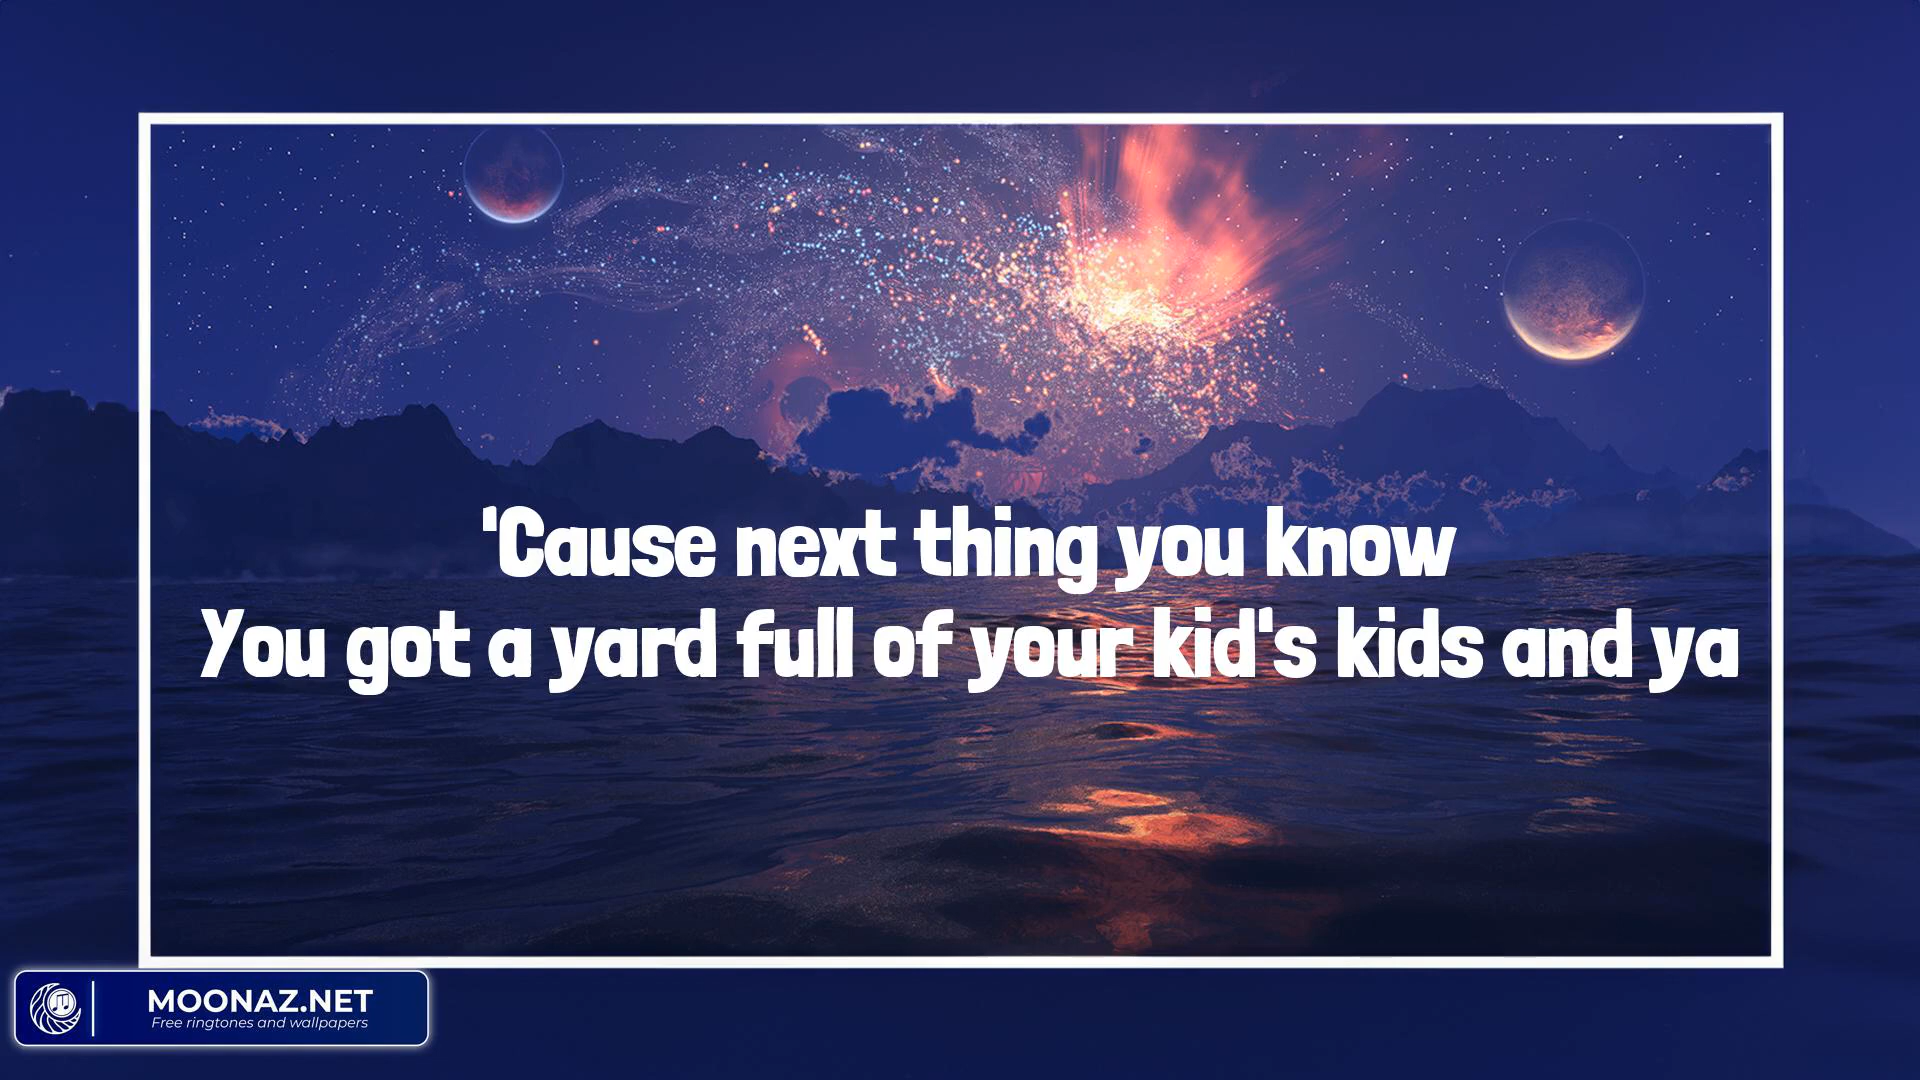 'Cause next thing you know
You got a yard full of your kid's kids and ya
MOONAZ.NET
Free ringtones and wallpapers